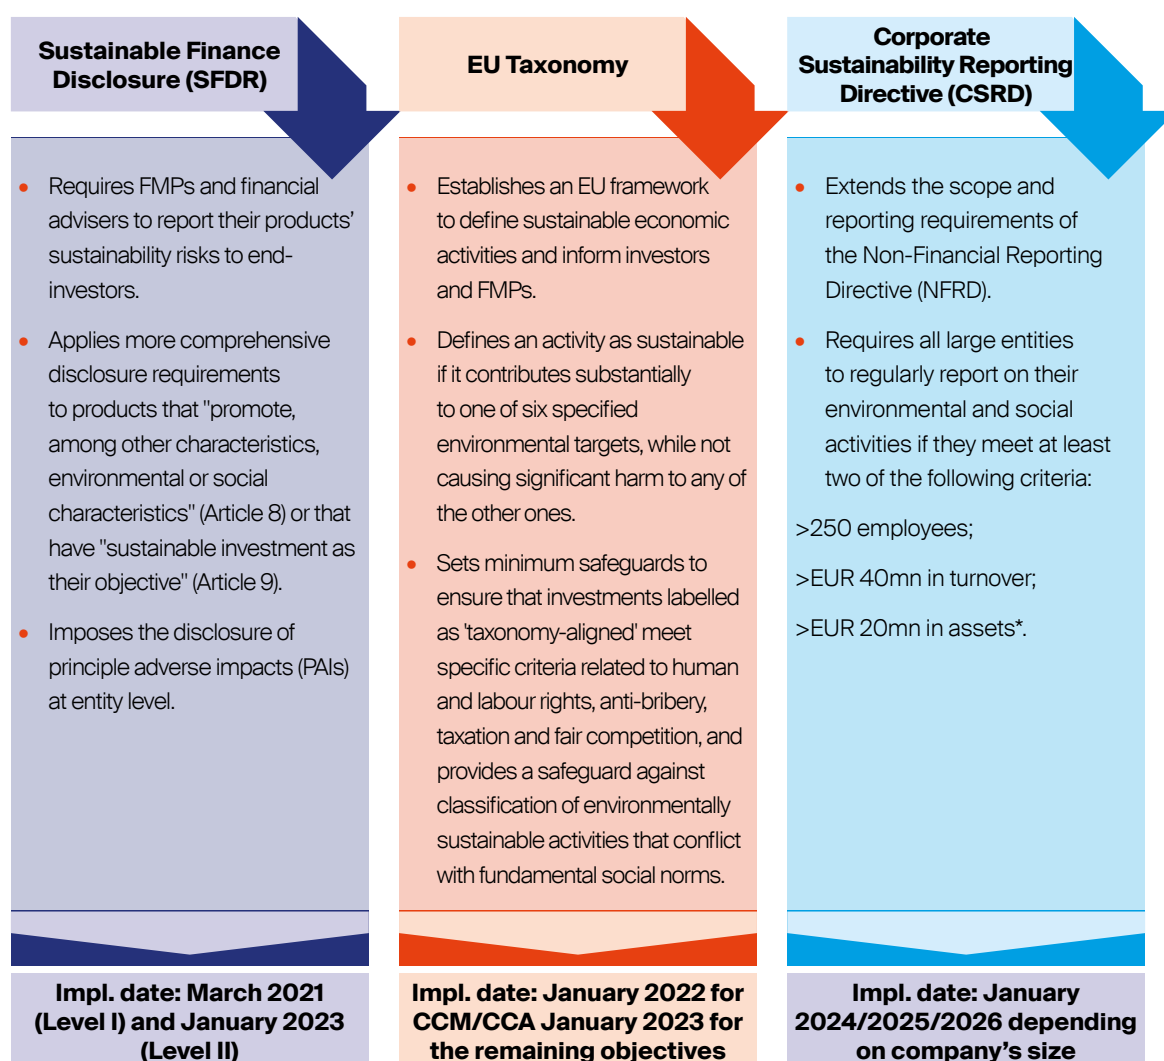 Sustainable Finance
Disclosure (SFDR)
• Requires FMPs and financial
advisers to report their products'
sustainability risks to end-
investors.
• Applies more comprehensive
disclosure requirements
to products that "promote,
among other characteristics,
environmental or social
characteristics" (Article 8) or that
have "sustainable investment as
their objective" (Article 9).
• Imposes the disclosure of
principle adverse impacts (PAIs)
at entity level.
Impl. date: March 2021
(Level I) and January 2023
(Level II)
EU Taxonomy
• Establishes an EU framework
to define sustainable economic
activities and inform investors
and FMPs.
• Defines an activity as sustainable
if it contributes substantially
to one of six specified
environmental targets, while not
causing significant harm to any of
the other ones.
• Sets minimum safeguards to
ensure that investments labelled
as 'taxonomy-aligned' meet
specific criteria related to human
and labour rights, anti-bribery,
taxation and fair competition, and
provides a safeguard against
classification of environmentally
sustainable activities that conflict
with fundamental social norms.
Impl. date: January 2022 for
CCM/CCA January 2023 for
the remaining objectives
Corporate
Sustainability Reporting
Directive (CSRD)
• Extends the scope and
reporting requirements of
the Non-Financial Reporting
Directive (NFRD).
• Requires all large entities
to regularly report on their
environmental and social
activities if they meet at least
two of the following criteria:
>250 employees;
>EUR 40mn in turnover;
>EUR 20mn in assets*.
Impl. date: January
2024/2025/2026 depending
on company's size